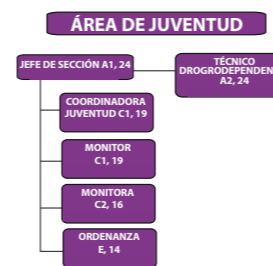 ÁREA DE JUVENTUD
JEFE DE SECCIÓN A1, 24
TÉCNICO
DROGRODEPENDEN
A2, 24
COORDINADORA
JUVENTUD C1, 19
MONITOR
C1, 19
MONITORA
C2, 16
ORDENANZA
E, 14